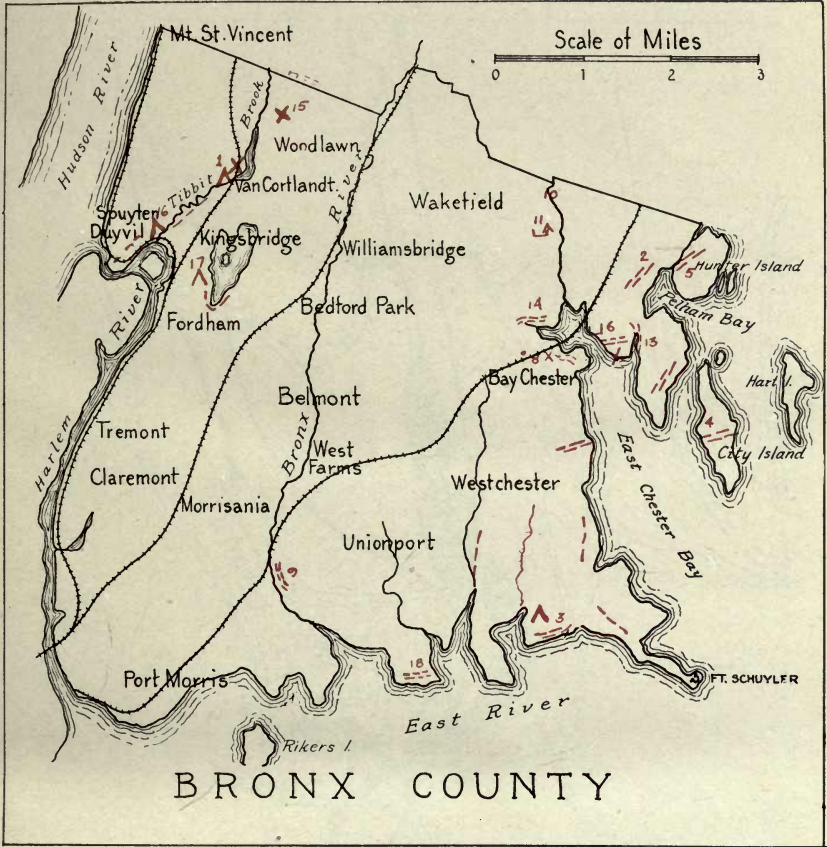 Mt. St. Vincent
Scale of Miles
0 1 2 3
Hudson River
Brook
15
Woodlawn
1
Tibbit
Van Cortlandt.
River
Wakefield
10
11
Spuyten
Duyvil
6
Kingsbridge
Williamsbridge
17
2
5
Hunter Island
Pelham Bay
River
Fordham
Bedford Park
14
16
13
8
Bay Chester
Hart I.
Belmont
Harlem
Tremont
Bronx
4
City Island
West
Farms
East Chester Bay
Claremont
Westchester
Morrisania
Unionport
9
3
18
Port Morris
FT. SCHUYLER
East River
Rikers I.
BRONX COUNTY